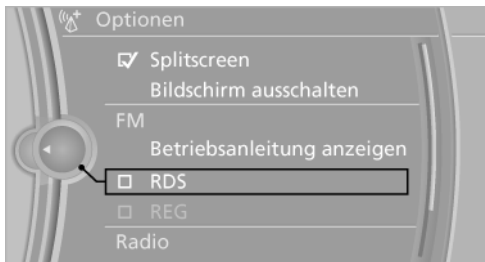 Optionen
Splitscreen
Bildschirm ausschalten
FM
Betriebsanleitung anzeigen
RDS
REG
Radio